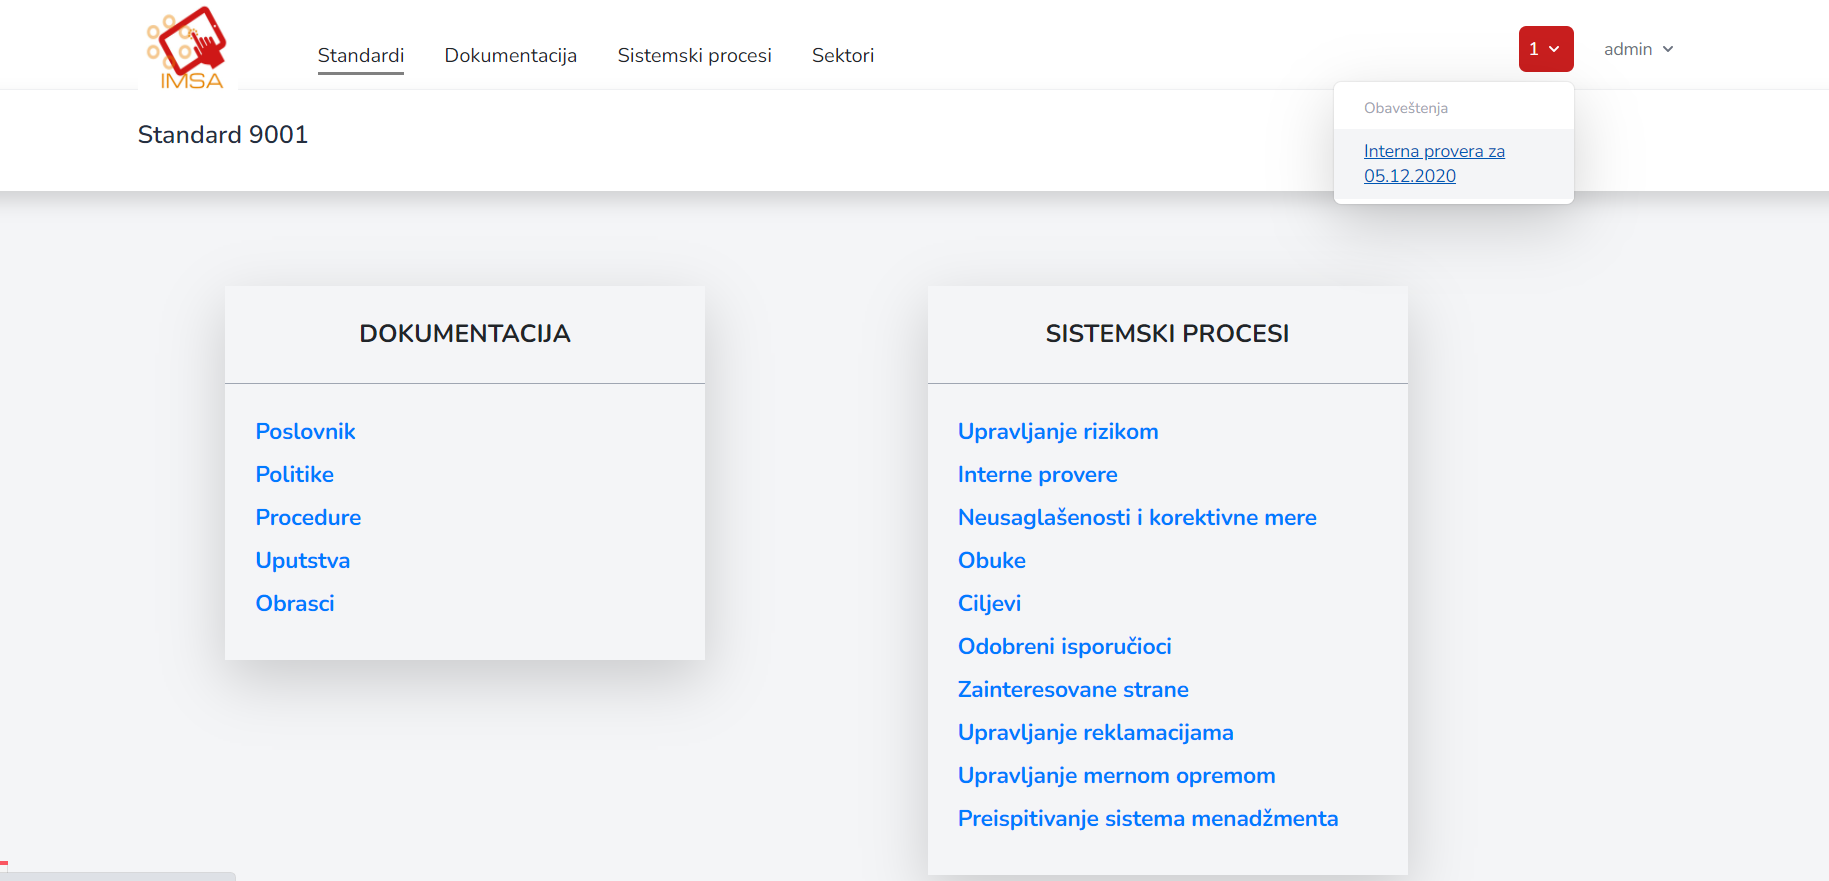 IMSA
Standardi
Dokumentacija
Sistemski procesi
Sektori
1
admin
Obaveštenja
Interna provera za
05.12.2020
Standard 9001
DOKUMENTACIJA
Poslovnik
Politike
Procedure
Uputstva
Obrasci
SISTEMSKI PROCESI
Upravljanje rizikom
Interne provere
Neusaglašenosti i korektivne mere
Obuke
Ciljevi
Odobreni isporučioci
Zainteresovane strane
Upravljanje reklamacijama
Upravljanje mernom opremom
Preispitivanje sistema menadžmenta